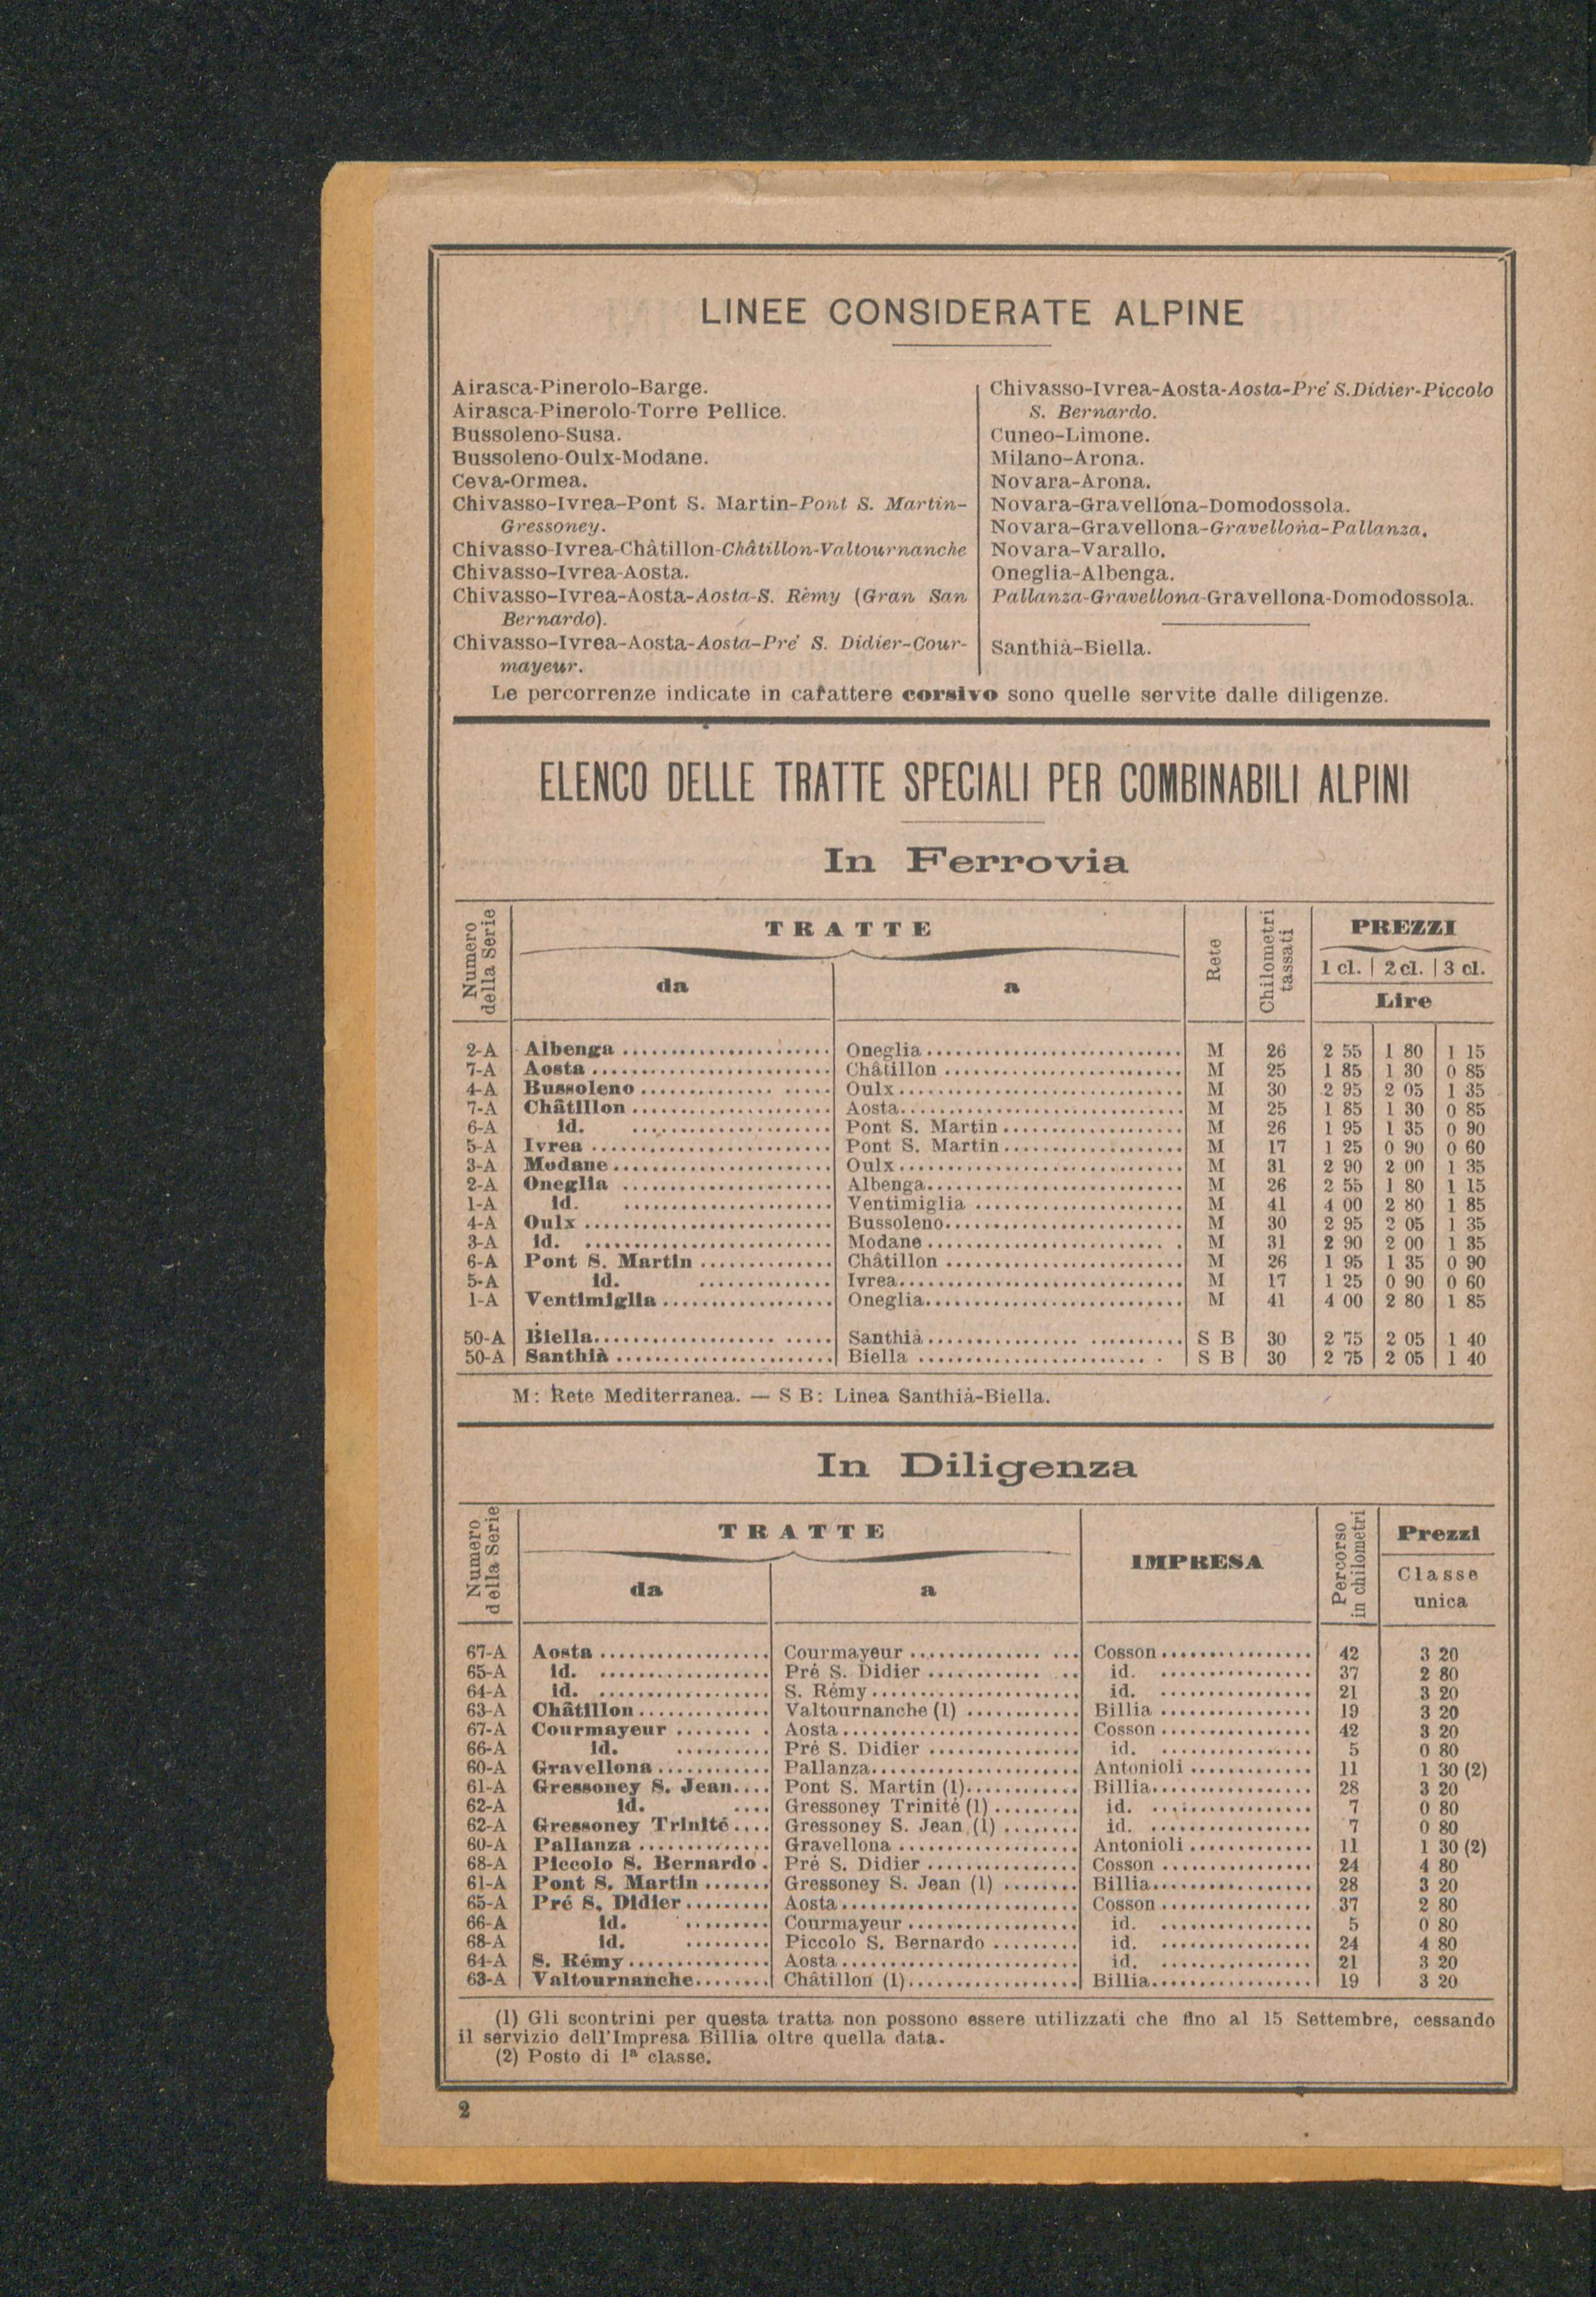 LINEE CONSIDERATE ALPINE
Airasca-Pinerolo-Barge.
Airasca-Pinerolo-Torre Pellice.
Bussoleno-Susa.
Bussoleno-Oulx-Modane.
Ceva-Ormea.
Chivasso-Ivrea-Pont S. Martin-Pont S. Martin-
Gressoney.
Chivasso-Ivrea-Châtillon-Châtillon-Valtournanche
Chivasso-Ivrea-Aosta.
Chivasso-Ivrea-Aosta-Aosta-S. Rèmy (Gran San
Bernardo).
Chivasso-Ivrea-Aosta-Aosta-Pré S. Didier-Cour-
mayeur.
Chivasso-Ivrea-Aosta-Aosta-Pré S. Didier-Piccolo
S. Bernardo.
Cuneo-Limone.
Milano-Arona.
Novara-Arona.
Novara-Gravellona-Domodossola.
Novara-Gravellona-Gravellona-Pallanza.
Novara-Varallo.
Oneglia-Albenga.
Pallanza-Gravellona-Gravellona-Domodossola.
Santhià-Biella.
Le percorrenze indicate in carattere corsivo sono quelle servite dalle diligenze.
ELENCO DELLE TRATTE SPECIALI PER COMBINABILI ALPINI
In Ferrovia
Numero della Serie TRATTE Rete Chilometri tassati PREZZI
da a 1 cl. 2 cl. 3 cl.
Lire
2-A Albenga Oneglia M 26 2 55 1 80 1 15
7-A Aosta Châtillon M 25 1 85 1 30 0 85
4-A Bussoleno Oulx M 30 2 95 2 05 1 35
7-A Châtillon Aosta M 25 1 85 1 30 0 85
6-A id. Pont S. Martin M 26 1 95 1 35 0 90
5-A Ivrea Pont S. Martin M 17 1 25 0 90 0 60
3-A Modane Oulx M 31 2 90 2 00 1 35
2-A Oneglia Albenga M 26 2 55 1 80 1 15
1-A id. Ventimiglia M 41 4 00 2 80 1 85
4-A Oulx Bussoleno M 30 2 95 2 05 1 35
3-A id. Modane M 31 2 90 2 00 1 35
6-A Pont S. Martin Châtillon M 26 1 95 1 35 0 90
5-A id. Ivrea M 17 1 25 0 90 0 60
1-A Ventimiglia Oneglia M 41 4 00 2 80 1 85
50-A Biella Santhià S B 30 2 75 2 05 1 40
50-A Santhià Biella S B 30 2 75 2 05 1 40
M: Rete Mediterranea. — S B: Linea Santhià-Biella.
In Diligenza
Numero della Serie TRATTE IMPRESA Percorso in chilometri Prezzi
da a Classe
unica
67-A Aosta Courmayeur Cosson 42 3 20
65-A id. Pré S. Didier id. 37 2 80
64-A id. S. Rémy id. 21 3 20
63-A Châtillon Valtournanche (1) Billia 19 3 20
67-A Courmayeur Aosta Cosson 42 3 20
66-A id. Pré S. Didier id. 5 0 80
60-A Gravellona Pallanza Antonioli 11 1 30 (2)
61-A Gressoney S. Jean Pont S. Martin (1) Billia 28 3 20
62-A id. Gressoney Trinité (1) id. 7 0 80
62-A Gressoney Trinité Gressoney S. Jean (1) id. 7 0 80
60-A Pallanza Gravellona Antonioli 11 1 30 (2)
68-A Piccolo S. Bernardo Pré S. Didier Cosson 24 4 80
61-A Pont S. Martin Gressoney S. Jean (1) Billia 28 3 20
65-A Pré S. Didier Aosta Cosson 37 2 80
66-A id. Courmayeur id. 5 0 80
68-A id. Piccolo S. Bernardo id. 24 4 80
64-A S. Rémy Aosta id. 21 3 20
63-A Valtournanche Châtillon (1) Billia 19 3 20
(1) Gli scontrini per questa tratta non possono essere utilizzati che fino al 15 Settembre, cessando
il servizio dell'Impresa Billia oltre quella data.
(2) Posto di 1ª classe.
2